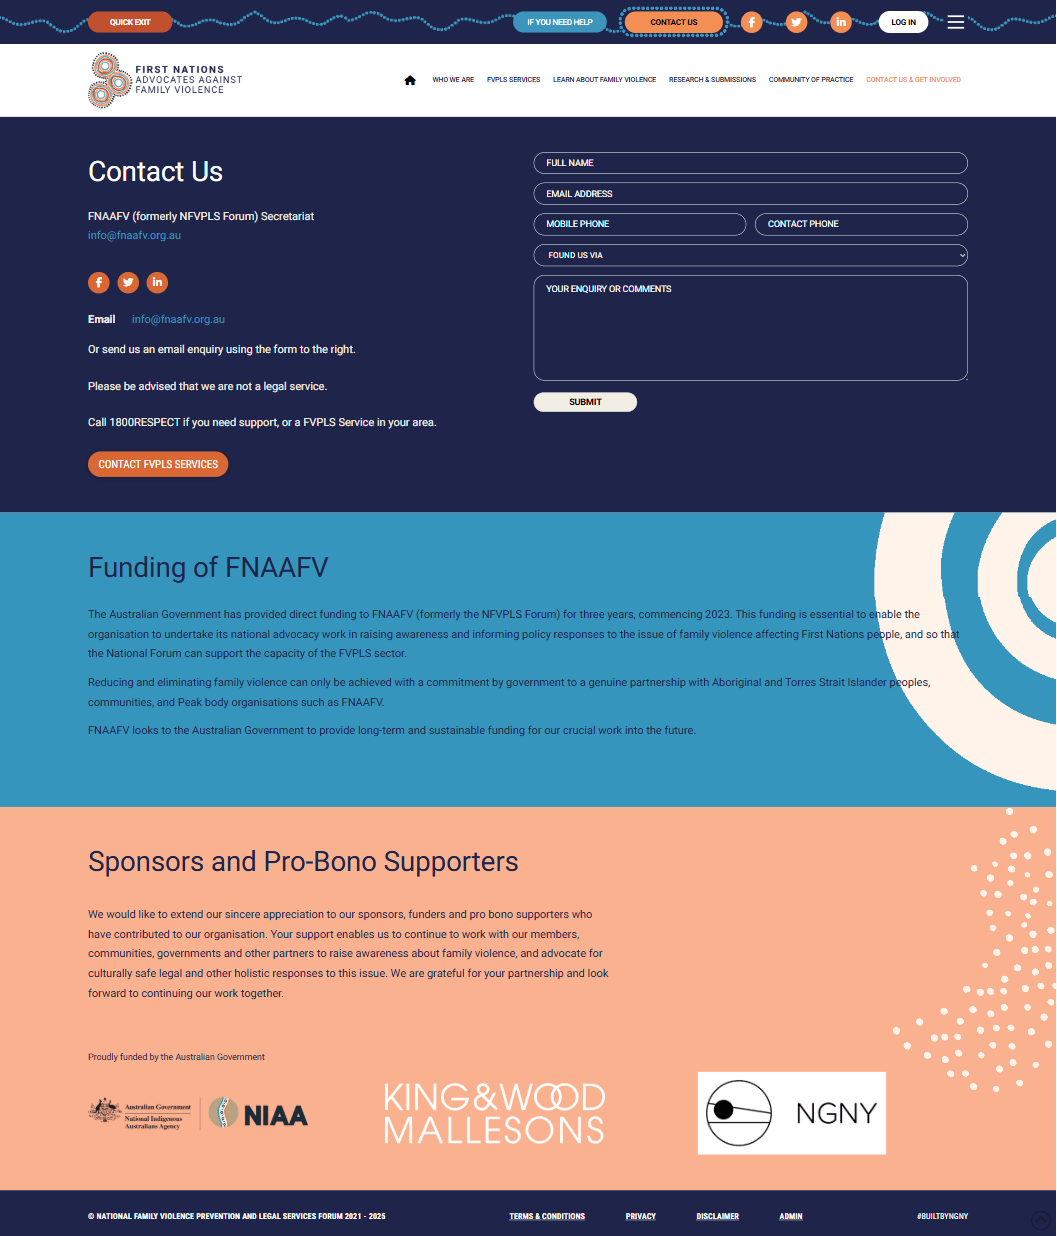 QUICK EXIT
IF YOU NEED HELP
CONTACT US
LOG IN
FIRST NATIONS
ADVOCATES AGAINST
FAMILY VIOLENCE
WHO WE ARE
FVPLS SERVICES
LEARN ABOUT FAMILY VIOLENCE
RESEARCH & SUBMISSIONS
COMMUNITY OF PRACTICE
CONTACT US & GET INVOLVED
Contact Us
FNAAFV (formerly NFVPLS Forum) Secretariat
info@fnaafv.org.au
Email info@fnaafv.org.au
Or send us an email enquiry using the form to the right.
Please be advised that we are not a legal service.
Call 1800RESPECT if you need support, or a FVPLS Service in your area.
CONTACT FVPLS SERVICES
FULL NAME
EMAIL ADDRESS
MOBILE PHONE
CONTACT PHONE
FOUND US VIA
YOUR ENQUIRY OR COMMENTS
SUBMIT
Funding of FNAAFV
The Australian Government has provided direct funding to FNAAFV (formerly the NFVPLS Forum) for three years, commencing 2023. This funding is essential to enable the
organisation to undertake its national advocacy work in raising awareness and informing policy responses to the issue of family violence affecting First Nations people, and so that
the National Forum can support the capacity of the FVPLS sector.
Reducing and eliminating family violence can only be achieved with a commitment by government to a genuine partnership with Aboriginal and Torres Strait Islander peoples,
communities, and Peak body organisations such as FNAAFV.
FNAAFV looks to the Australian Government to provide long-term and sustainable funding for our crucial work into the future.
Sponsors and Pro-Bono Supporters
We would like to extend our sincere appreciation to our sponsors, funders and pro bono supporters who
have contributed to our organisation. Your support enables us to continue to work with our members,
communities, governments and other partners to raise awareness about family violence, and advocate for
culturally safe legal and other holistic responses to this issue. We are grateful for your partnership and look
forward to continuing our work together.
Proudly funded by the Australian Government
Australian Government
National Indigenous
Australians Agency
NIAA
KING&WOOD
MALLESONS
NGNY
© NATIONAL FAMILY VIOLENCE PREVENTION AND LEGAL SERVICES FORUM 2021 - 2025
TERMS & CONDITIONS
PRIVACY
DISCLAIMER
ADMIN
#BUILTBYNGNY